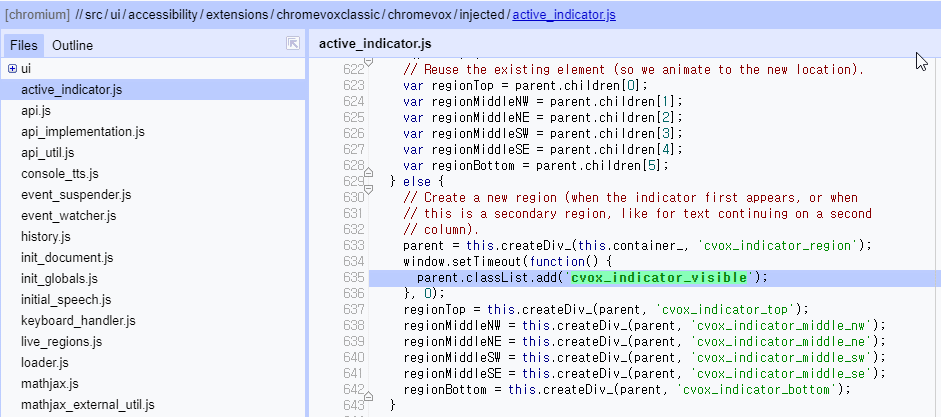 [chromium] // src / ui / accessibility / extensions / chromevoxclassic / chromevox / injected / active_indicator.js
Files Outline
ui
active_indicator.js
api.js
api_implementation.js
api_util.js
console_tts.js
event_suspender.js
event_watcher.js
history.js
init_document.js
init_globals.js
initial_speech.js
keyboard_handler.js
live_regions.js
loader.js
mathjax.js
mathjax_external_util.js
active_indicator.js
622 // Reuse the existing element (so we animate to the new location).
623 var regionTop = parent.children[0];
624 var regionMiddleNW = parent.children[1];
625 var regionMiddleNE = parent.children[2];
626 var regionMiddleSW = parent.children[3];
627 var regionMiddleSE = parent.children[4];
628 var regionBottom = parent.children[5];
629 } else {
630 // Create a new region (when the indicator first appears, or when
631 // this is a secondary region, like for text continuing on a second
632 // column).
633 parent = this.createDiv_(this.container_, 'cvox_indicator_region');
634 window.setTimeout(function() {
635 parent.classList.add('cvox_indicator_visible');
636 }, 0);
637 regionTop = this.createDiv_(parent, 'cvox_indicator_top');
638 regionMiddleNW = this.createDiv_(parent, 'cvox_indicator_middle_nw');
639 regionMiddleNE = this.createDiv_(parent, 'cvox_indicator_middle_ne');
640 regionMiddleSW = this.createDiv_(parent, 'cvox_indicator_middle_sw');
641 regionMiddleSE = this.createDiv_(parent, 'cvox_indicator_middle_se');
642 regionBottom = this.createDiv_(parent, 'cvox_indicator_bottom');
643 }